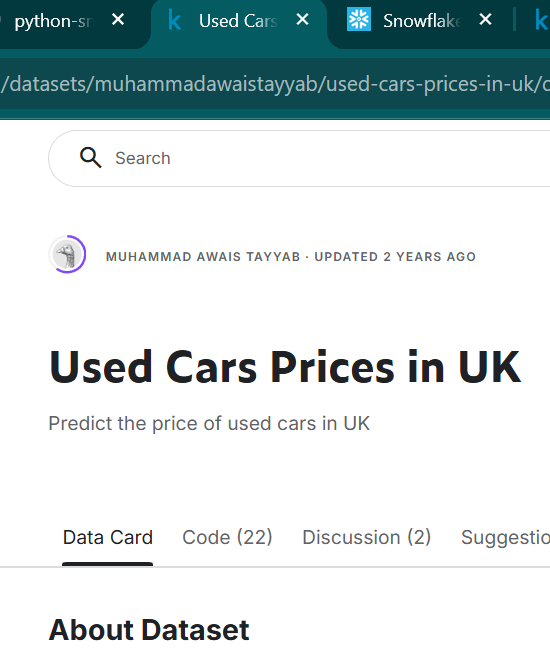 python-sn
Used Cars
Snowflake
/datasets/muhammadawaistayyab/used-cars-prices-in-uk/
Search
MUHAMMAD AWAIS TAYYAB · UPDATED 2 YEARS AGO
Used Cars Prices in UK
Predict the price of used cars in UK
Data Card Code (22) Discussion (2) Suggestio
About Dataset